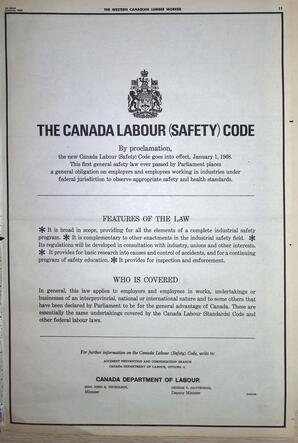 THE WESTERN CANADIAN LUMBER WORKER
11
THE CANADA LABOUR (SAFETY) CODE
By proclamation,
the new Canada Labour (Safety) Code goes into effect, January 1, 1968.
This first general safety law ever passed by Parliament places
a general obligation on employers and employees working in industries under
federal jurisdiction to observe appropriate safety and health standards.
FEATURES OF THE LAW
* It is broad in scope, providing for all the elements of a complete industrial safety
program. * It is complementary to other enactments in the industrial safety field. *
Its regulations will be developed in consultation with industry, unions and other interests.
* It provides for basic research into causes and control of accidents, and for a continuing
program of safety education. * It provides for inspection and enforcement.
WHO IS COVERED
In general, this law applies to employers and employees in works, undertakings or
businesses of an interprovincial, national or international nature and to some others that
have been declared by Parliament to be for the general advantage of Canada. These are
essentially the same undertakings covered by the Canada Labour (Standards) Code and
other federal labour laws.
For further information on the Canada Labour (Safety) Code, write to:
ACCIDENT PREVENTION AND COMPENSATION BRANCH
CANADA DEPARTMENT OF LABOUR, OTTAWA 4.
CANADA DEPARTMENT OF LABOUR
HON. JOHN R. NICHOLSON,
Minister
GEORGE V. HAYTHORNE,
Deputy Minister